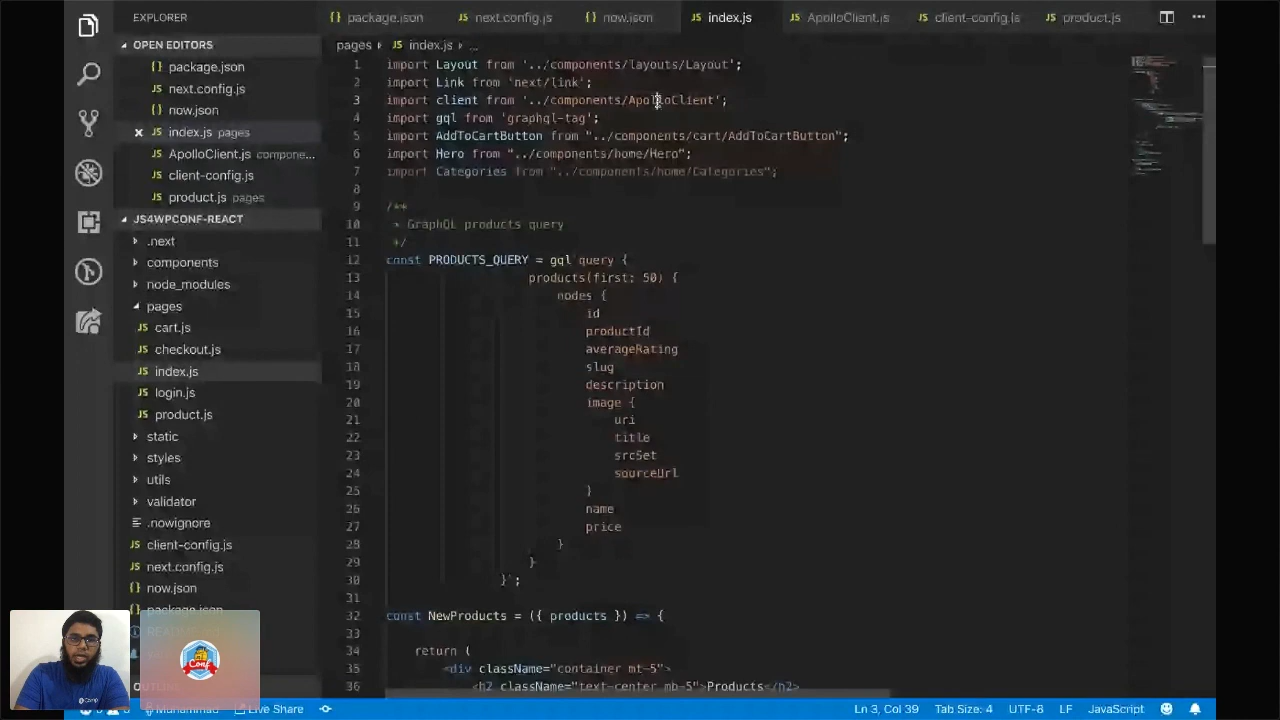 EXPLORER
OPEN EDITORS
package.json
next.config.js
now.json
index.js pages
ApolloClient.js compone...
client-config.js
product.js pages
JS4WPCONF-REACT
.next
components
node_modules
pages
cart.js
checkout.js
index.js
login.js
product.js
static
styles
utils
validator
.nowignore
client-config.js
next.config.js
now.json
package.json
package.json
next.config.js
now.json
index.js
ApolloClient.js
client-config.js
product.js
pages
index.js
...
1 import Layout from '../components/layouts/Layout';
2 import Link from 'next/link';
3 import client from '../components/ApolloClient';
4 import gql from 'graphql-tag';
5 import AddToCartButton from "../components/cart/AddToCartButton";
6 import Hero from "../components/home/Hero";
7 import Categories from "../components/home/Categories";
8
9 /**
10 * GraphQL products query
11 */
12 const PRODUCTS_QUERY = gql`query {
13 products(first: 50) {
14 nodes {
15 id
16 productId
17 averageRating
18 slug
19 description
20 image {
21 uri
22 title
23 srcSet
24 sourceUrl
25 }
26 name
27 price
28 }
29 }
30 }`;
31
32 const NewProducts = ({ products }) => {
33
34 return (
35 <div className="container mt-5">
36 <h2 className="text-center mb-5">Products</h2>
Conf
Muhammad
Live Share
Ln 3, Col 39
Tab Size: 4
UTF-8
LF
JavaScript